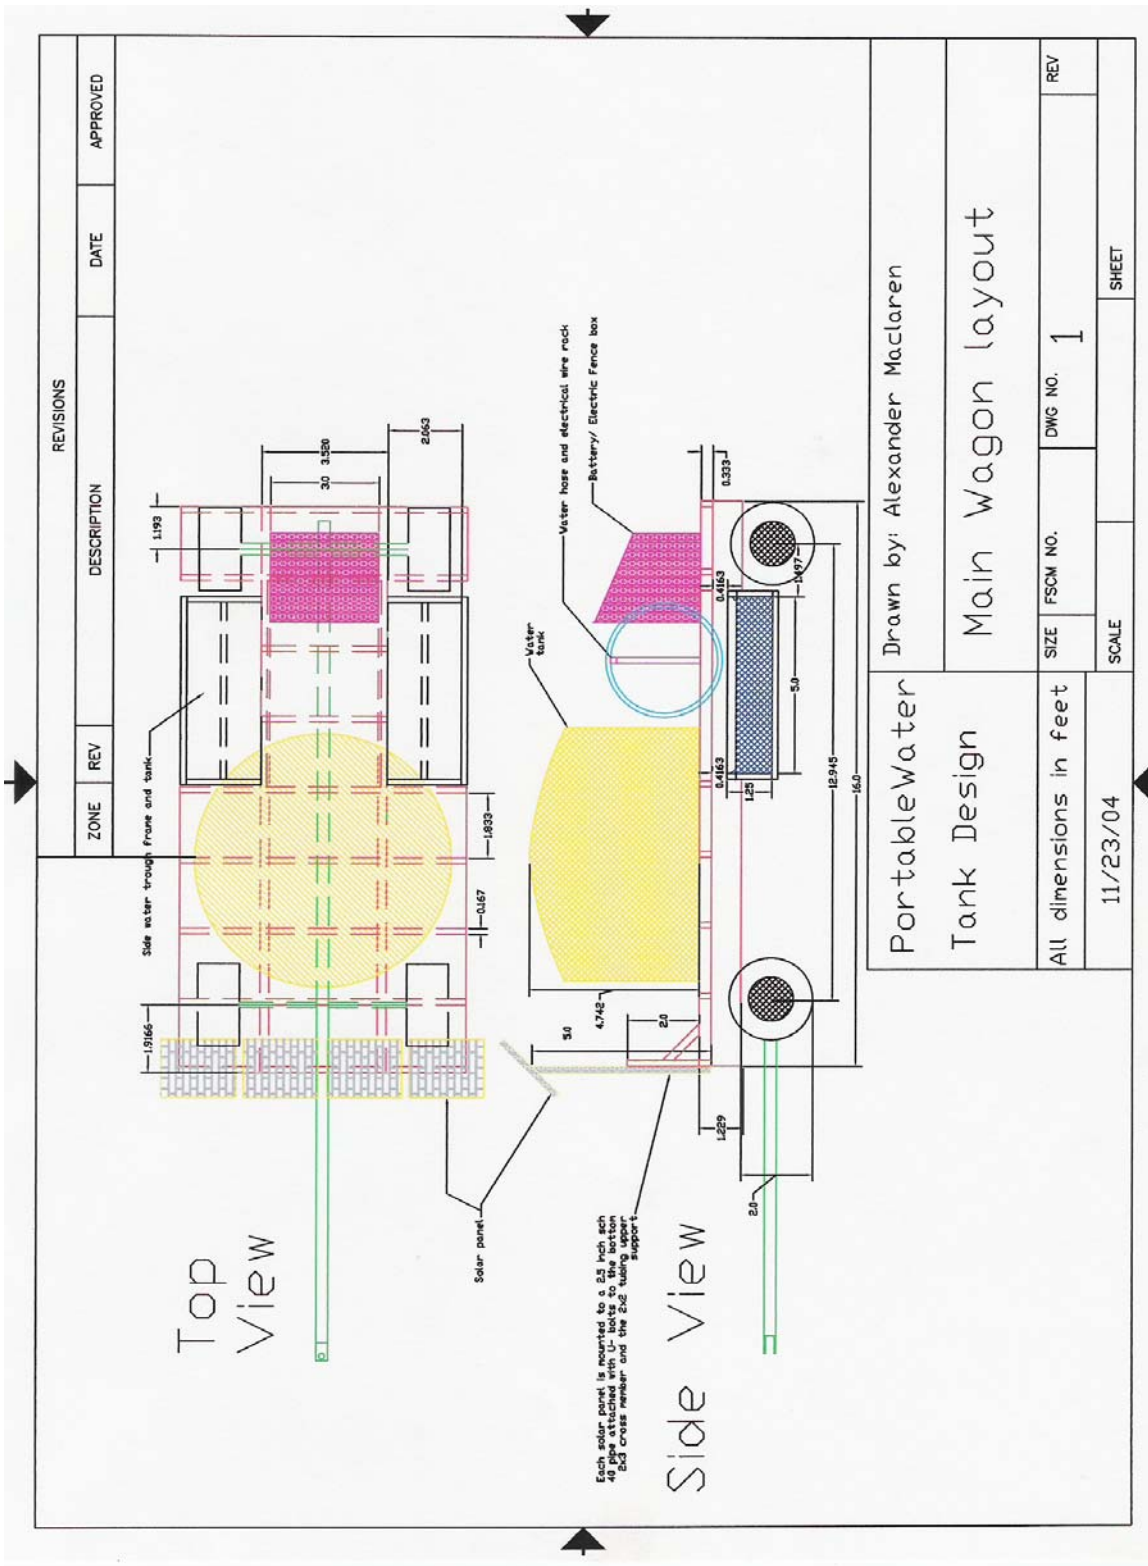 REVISIONS
ZONE
REV
DESCRIPTION
DATE
APPROVED
Top
View
Side water trough frame and tank
1.9166
0.167
1.833
1.193
3.0
3.520
2.063
Solar panel
Water
tank
Water hose and electrical wire rack
Battery/ Electric Fence box
Each solar panel is mounted to a 2.5 inch sch
40 pipe attached with U- bolts to the bottom
2x3 cross member and the 2x2 tubing upper
support
Side View
4.742
5.0
2.0
1.229
2.0
0.4163
0.4163
1.25
5.0
1.497
0.333
12.945
16.0
PortableWater
Tank Design
All dimensions in feet
11/23/04
Drawn by: Alexander Maclaren
Main Wagon layout
SIZE
FSCM NO.
DWG NO.
1
REV
SCALE
SHEET